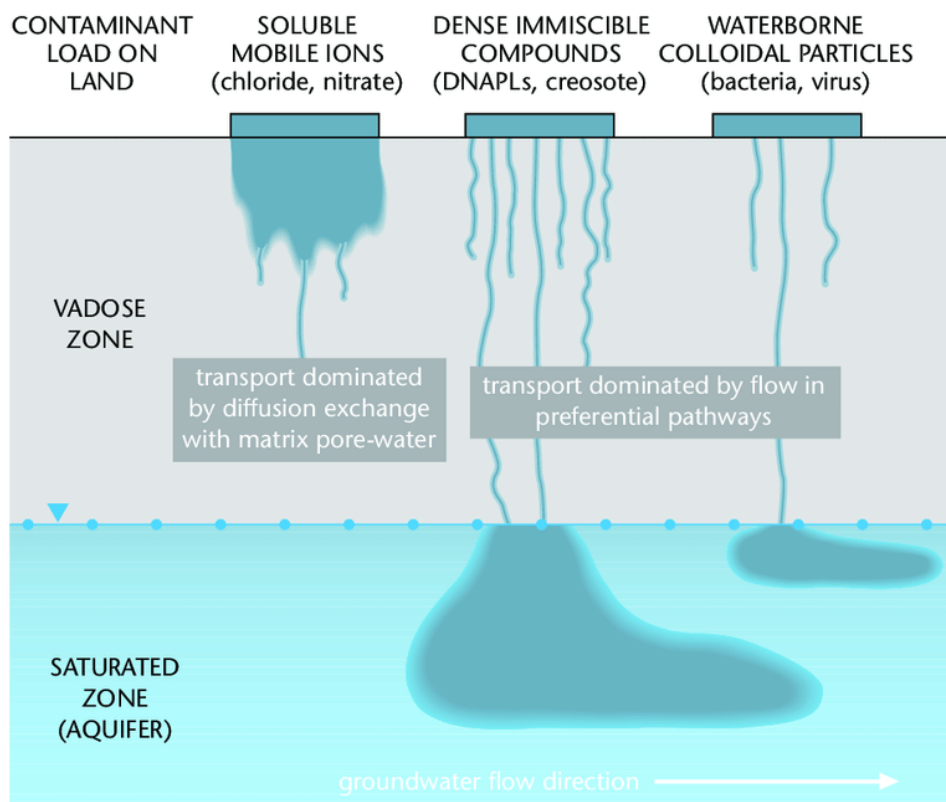 CONTAMINANT
LOAD ON
LAND
SOLUBLE
MOBILE IONS
(chloride, nitrate)
DENSE IMMISCIBLE
COMPOUNDS
(DNAPLs, creosote)
WATERBORNE
COLLOIDAL PARTICLES
(bacteria, virus)
VADOSE
ZONE
transport dominated
by diffusion exchange
with matrix pore-water
transport dominated by flow in
preferential pathways
SATURATED
ZONE
(AQUIFER)
groundwater flow direction